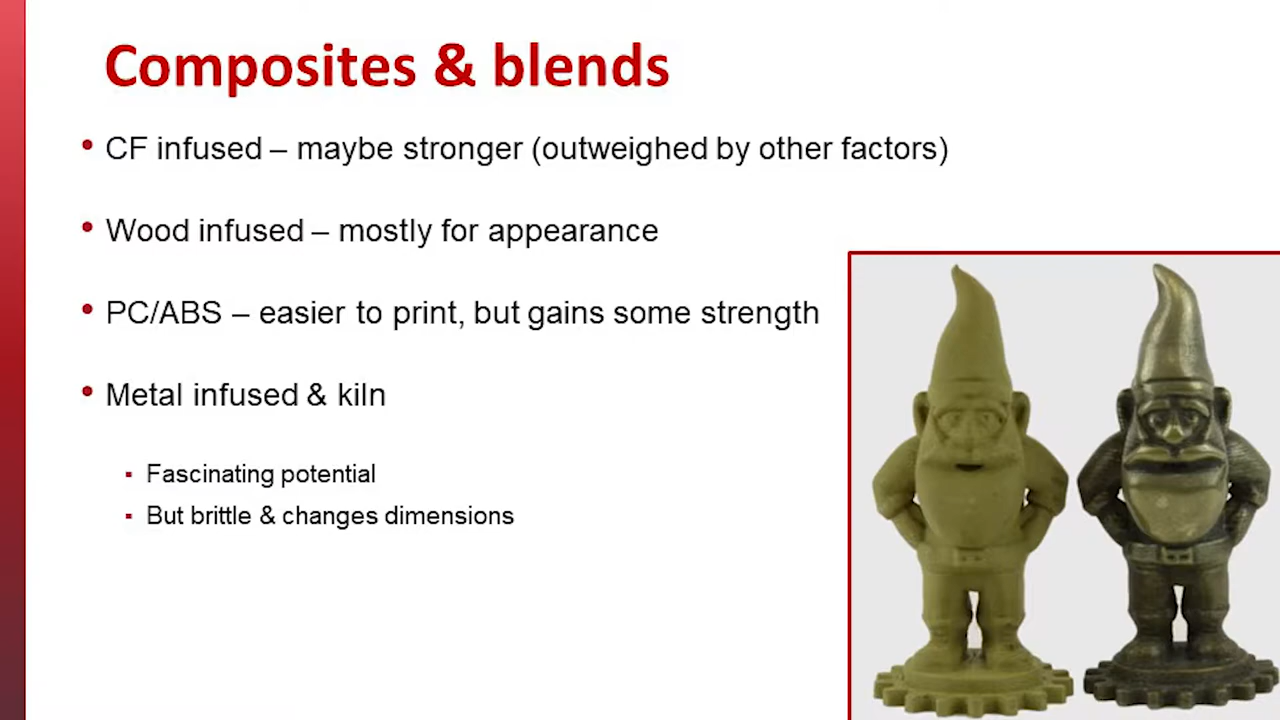 Composites & blends
• CF infused – maybe stronger (outweighed by other factors)
• Wood infused – mostly for appearance
• PC/ABS – easier to print, but gains some strength
• Metal infused & kiln
▪ Fascinating potential
▪ But brittle & changes dimensions